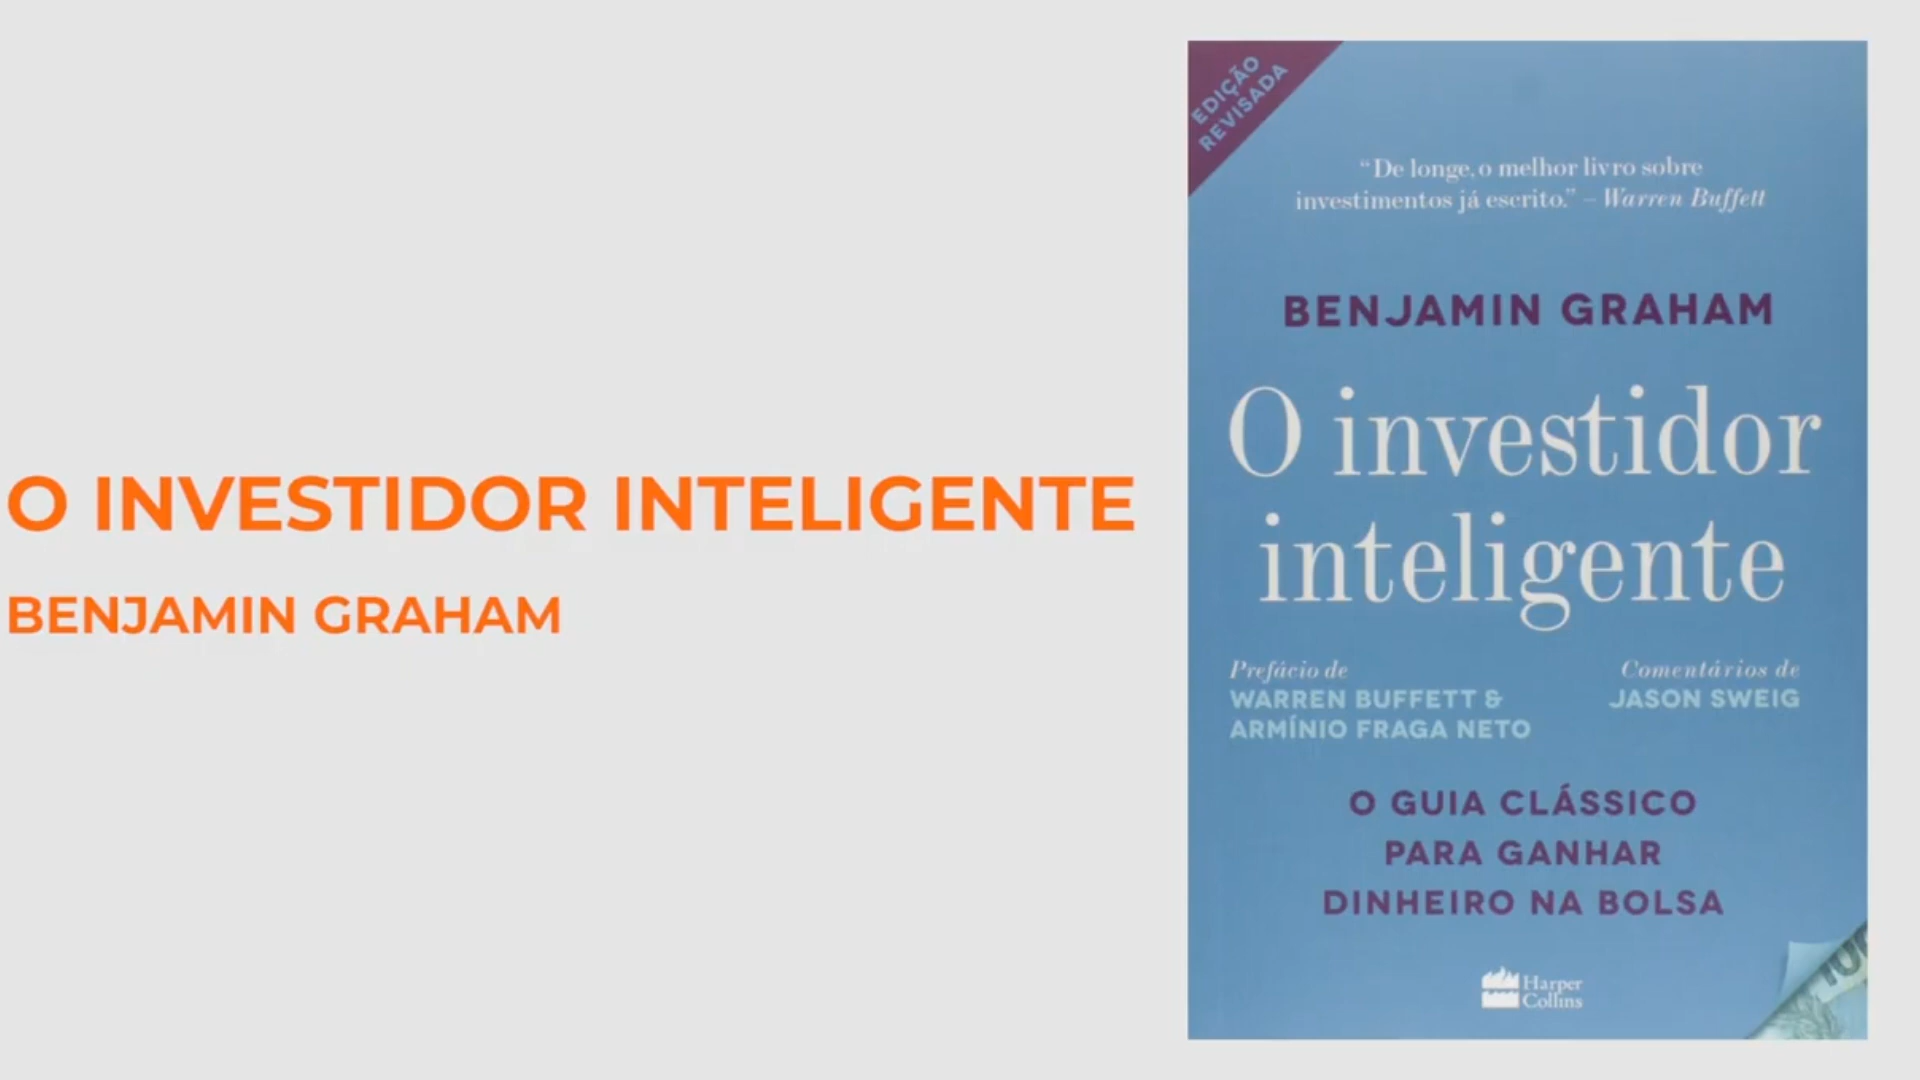 O INVESTIDOR INTELIGENTE
BENJAMIN GRAHAM
EDIÇÃO
REVISADA
“De longe, o melhor livro sobre
investimentos já escrito.” – Warren Buffett
BENJAMIN GRAHAM
O investidor
inteligente
Prefácio de
WARREN BUFFETT &
ARMÍNIO FRAGA NETO
Comentários de
JASON SWEIG
O GUIA CLÁSSICO
PARA GANHAR
DINHEIRO NA BOLSA
Harper
Collins